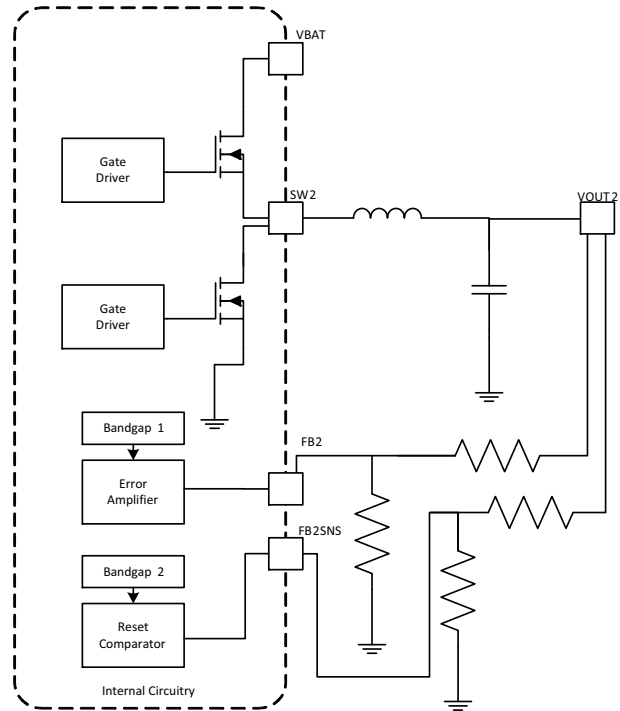 VBAT
Gate
Driver
SW2
VOUT2
Gate
Driver
Bandgap 1
FB2
Error
Amplifier
FB2SNS
Bandgap 2
Reset
Comparator
Internal Circuitry